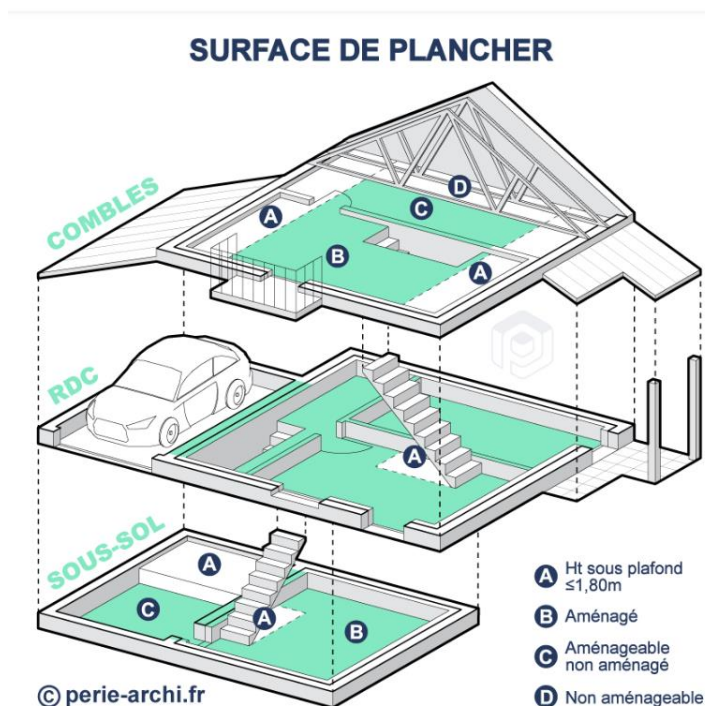 SURFACE DE PLANCHER
COMBLES
A
D
C
B
A
RDC
A
SOUS-SOL
A
C
A
B
A Ht sous plafond
≤1,80m
B Aménagé
C Aménageable
non aménagé
D Non aménageable
© perie-archi.fr